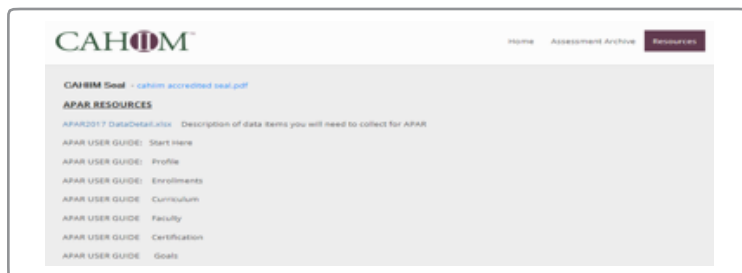 CAHIIM™
Home Assessment Archive Resources
CAHIIM Seal - cahiim accredited seal.pdf
APAR RESOURCES
APAR2017 DataDetail.xlsx Description of data items you will need to collect for APAR
APAR USER GUIDE: Start Here
APAR USER GUIDE: Profile
APAR USER GUIDE: Enrollments
APAR USER GUIDE Curriculum
APAR USER GUIDE Faculty
APAR USER GUIDE Certification
APAR USER GUIDE Goals